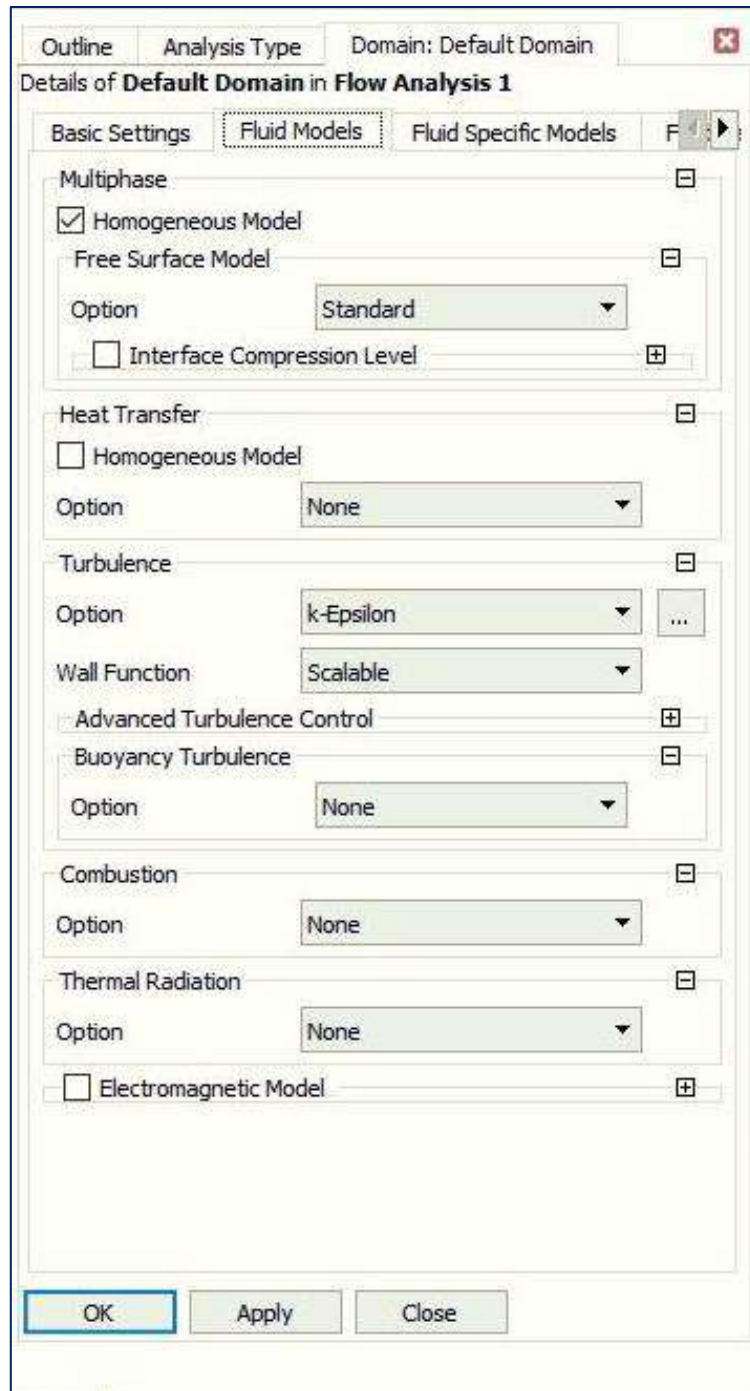 Outline Analysis Type Domain: Default Domain
Details of Default Domain in Flow Analysis 1
Basic Settings Fluid Models Fluid Specific Models F
Multiphase
Homogeneous Model
Free Surface Model
Option Standard
Interface Compression Level
Heat Transfer
Homogeneous Model
Option None
Turbulence
Option k-Epsilon ...
Wall Function Scalable
Advanced Turbulence Control
Buoyancy Turbulence
Option None
Combustion
Option None
Thermal Radiation
Option None
Electromagnetic Model
OK Apply Close